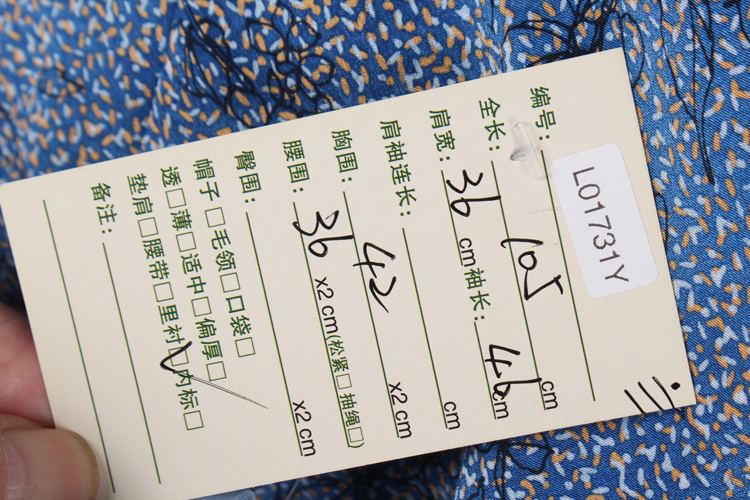 编号: L01731Y
全长: 105 cm
肩宽: 36 cm 袖长: 46 cm
肩袖连长: cm
胸围: 42 x2 cm
腰围: 36 x2 cm(松紧□ 抽绳□)
臀围: x2 cm
帽子□毛领□口袋□
透□薄□适中□偏厚□
垫肩□腰带□里衬☑内标□
备注: